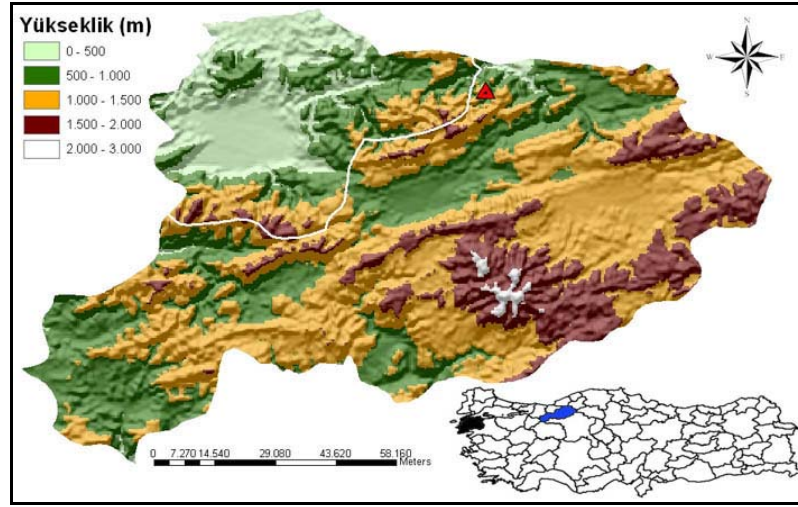 Yükseklik (m)
0 - 500
500 - 1.000
1.000 - 1.500
1.500 - 2.000
2.000 - 3.000
N
W E
S
0 7.270 14.540 29.080 43.620 58.160
Meters